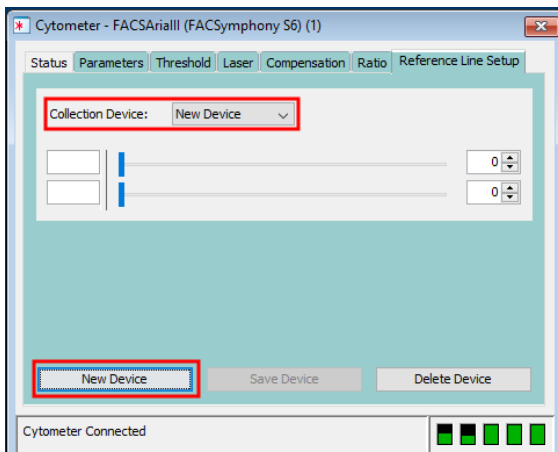 Cytometer - FACSAriaIII (FACSymphony S6) (1)
Status Parameters Threshold Laser Compensation Ratio Reference Line Setup
Collection Device: New Device
0
0
New Device Save Device Delete Device
Cytometer Connected